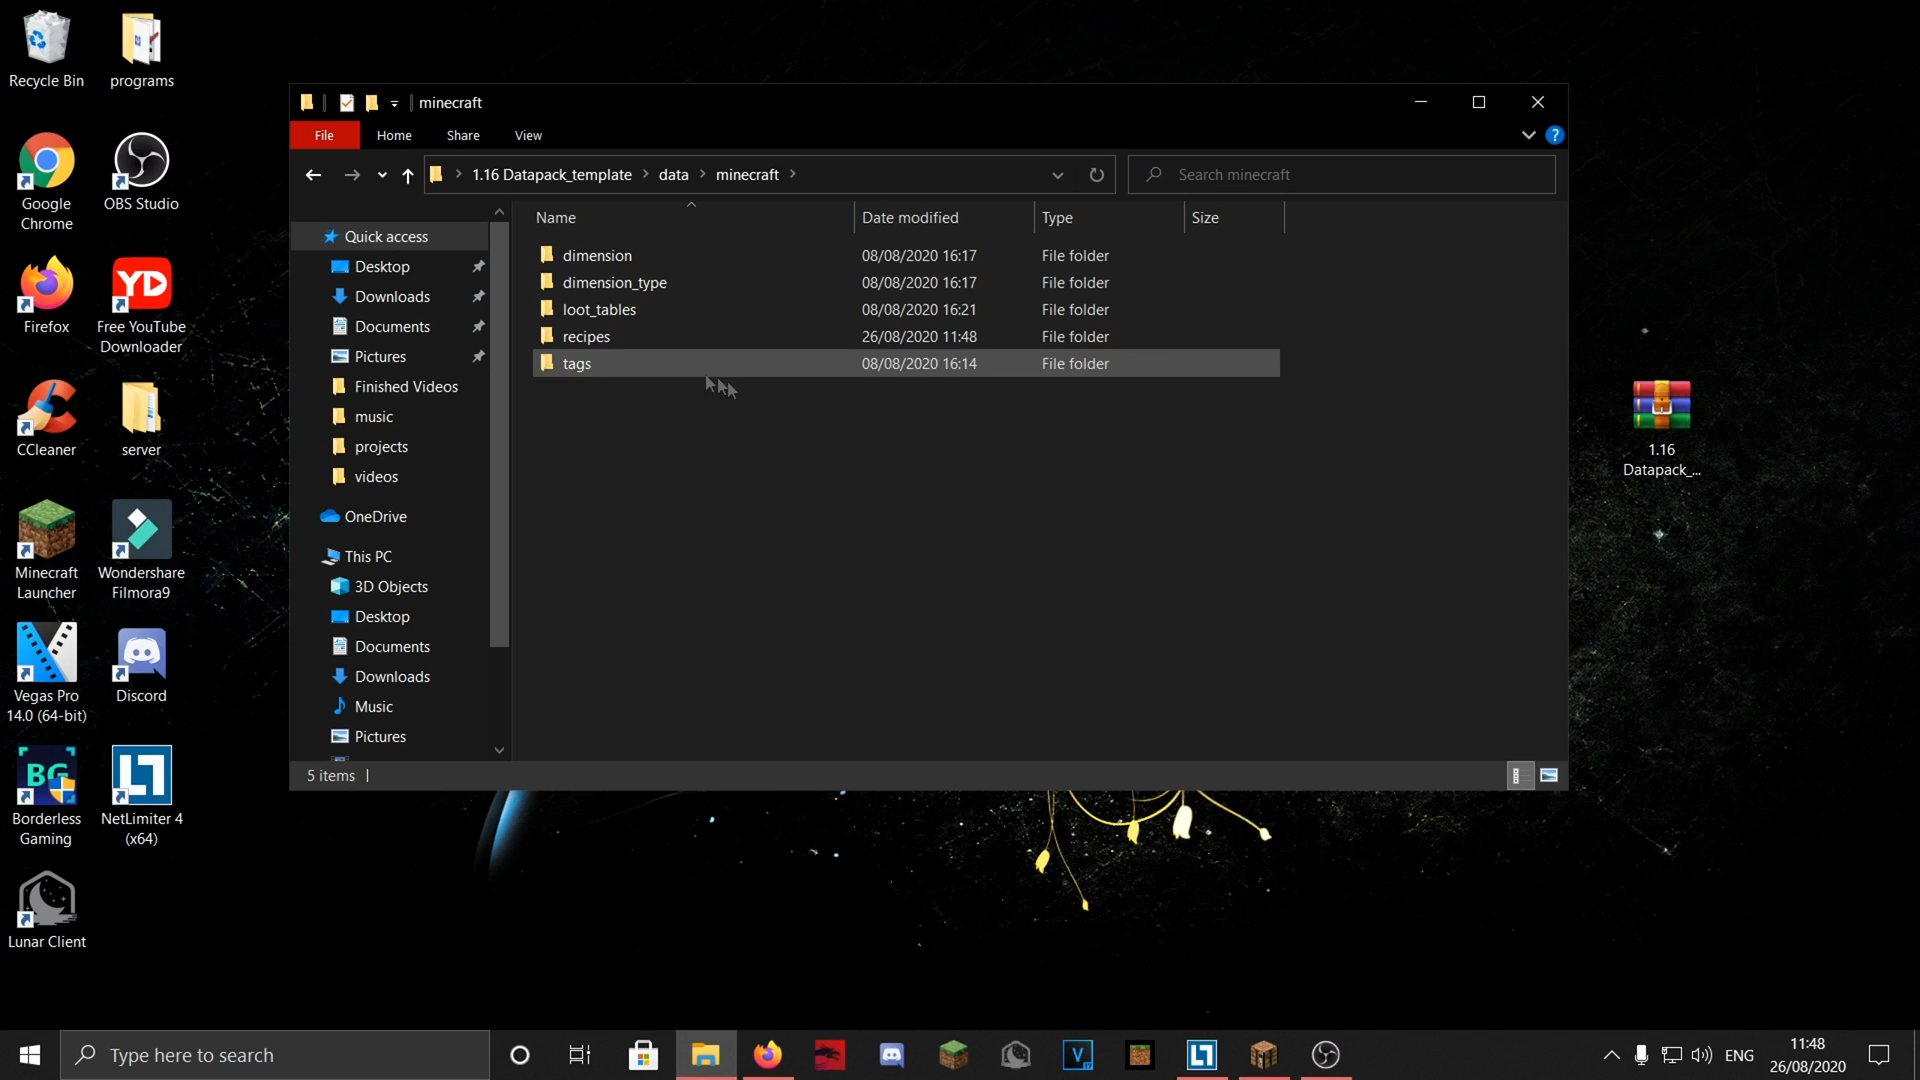 Recycle Bin
programs
Google
Chrome
OBS Studio
Firefox
YD
Free YouTube
Downloader
CCleaner
server
Minecraft
Launcher
Wondershare
Filmora9
Vegas Pro
14.0 (64-bit)
Discord
BG
Borderless
Gaming
NetLimiter 4
(x64)
Lunar Client
minecraft
File
Home
Share
View
?
1.16 Datapack_template > data > minecraft >
Search minecraft
Name
Date modified
Type
Size
dimension 08/08/2020 16:17 File folder
dimension_type 08/08/2020 16:17 File folder
loot_tables 08/08/2020 16:21 File folder
recipes 26/08/2020 11:48 File folder
tags 08/08/2020 16:14 File folder
Quick access
Desktop
Downloads
Documents
Pictures
Finished Videos
music
projects
videos
OneDrive
This PC
3D Objects
Desktop
Documents
Downloads
Music
Pictures
5 items
1.16
Datapack_...
Type here to search
V
ENG
11:48
26/08/2020